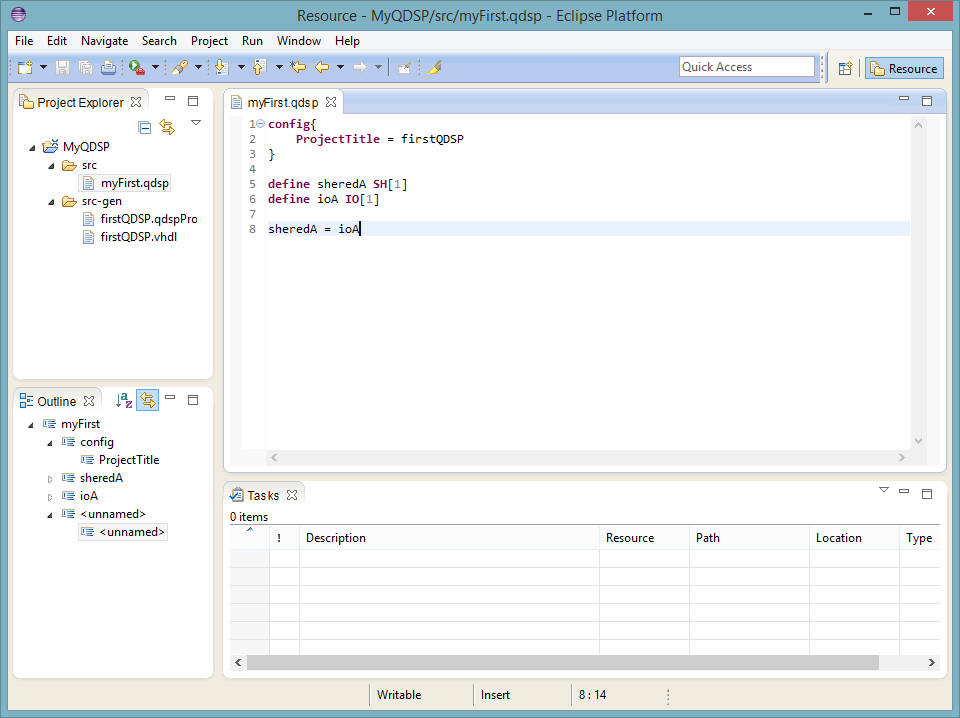 Resource - MyQDSP/src/myFirst.qdsp - Eclipse Platform
File Edit Navigate Search Project Run Window Help
Quick Access
Resource
Project Explorer
MyQDSP
src
myFirst.qdsp
src-gen
firstQDSP.qdspPro
firstQDSP.vhdl
myFirst.qdsp
1 config{
2 ProjectTitle = firstQDSP
3 }
4
5 define sheredA SH[1]
6 define ioA IO[1]
7
8 sheredA = ioA
Outline
myFirst
config
ProjectTitle
sheredA
ioA
<unnamed>
<unnamed>
Tasks
0 items
! Description Resource Path Location Type
Writable Insert 8 : 14